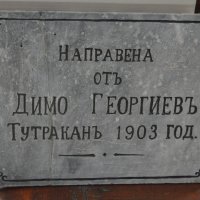 НАПРАВЕНА
ОТЪ
ДИМО ГЕОРГИЕВЪ
ТУТРАКАНЪ 1903 ГОД.